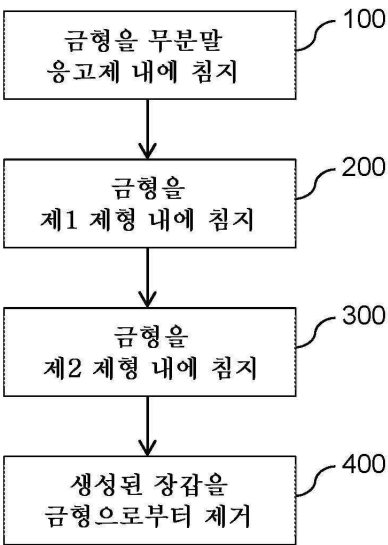 100
금형을 무분말
응고제 내에 침지
200
금형을
제1 제형 내에 침지
300
금형을
제2 제형 내에 침지
400
생성된 장갑을
금형으로부터 제거